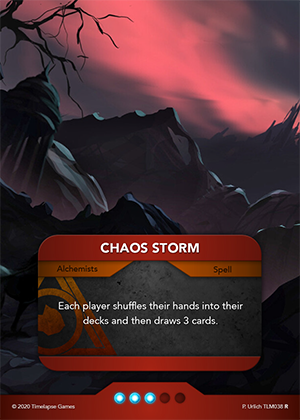 CHAOS STORM
Alchemists Spell
Each player shuffles their hands into their
decks and then draws 3 cards.
© 2020 Timelapse Games P. Urlich TLM038 R